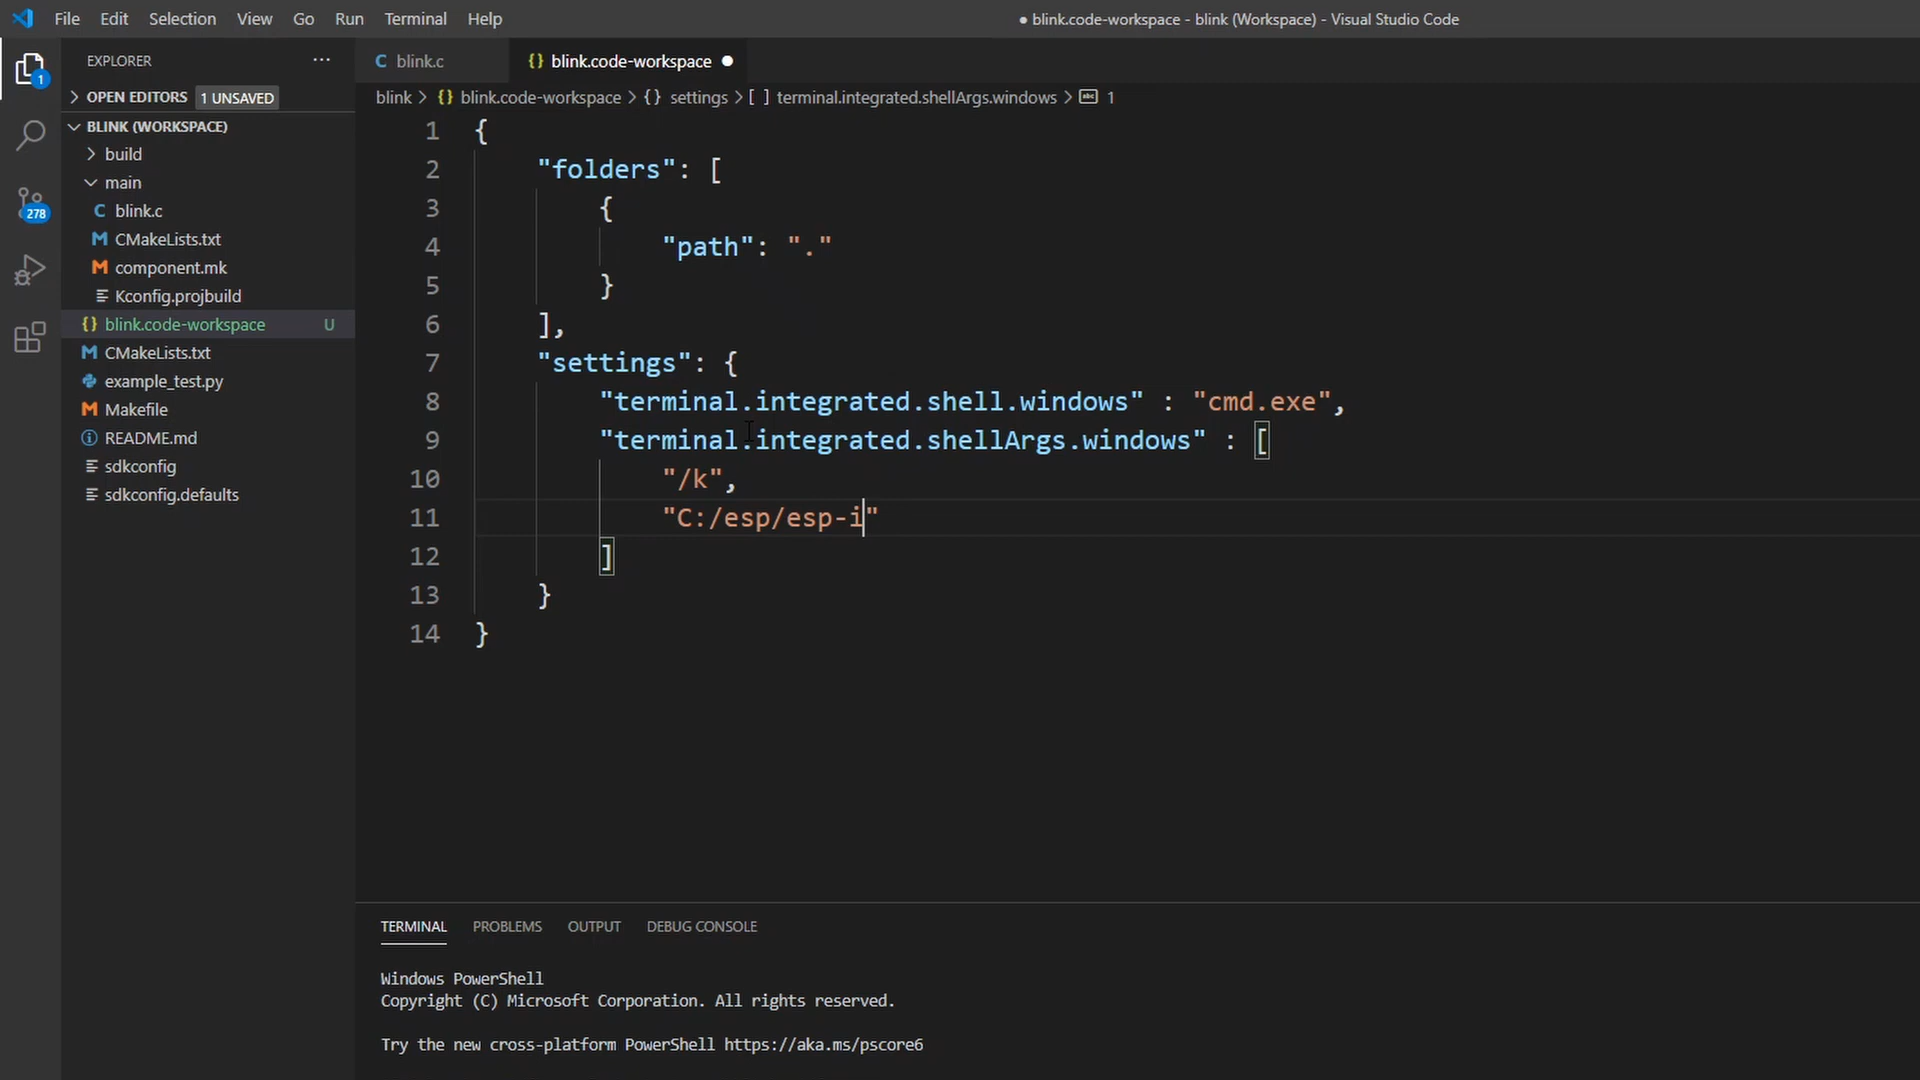 File Edit Selection View Go Run Terminal Help
● blink.code-workspace - blink (Workspace) - Visual Studio Code
EXPLORER ...
1
OPEN EDITORS 1 UNSAVED
BLINK (WORKSPACE)
build
main
C blink.c
M CMakeLists.txt
M component.mk
Kconfig.projbuild
{} blink.code-workspace U
M CMakeLists.txt
example_test.py
M Makefile
README.md
sdkconfig
sdkconfig.defaults
278
C blink.c {} blink.code-workspace ●
blink > {} blink.code-workspace > {} settings > [ ] terminal.integrated.shellArgs.windows > abc 1
1 {
2 "folders": [
3 {
4 "path": "."
5 }
6 ],
7 "settings": {
8 "terminal.integrated.shell.windows" : "cmd.exe",
9 "terminal.integrated.shellArgs.windows" : [
10 "/k",
11 "C:/esp/esp-i"
12 ]
13 }
14 }
TERMINAL PROBLEMS OUTPUT DEBUG CONSOLE
Windows PowerShell
Copyright (C) Microsoft Corporation. All rights reserved.
Try the new cross-platform PowerShell https://aka.ms/pscore6